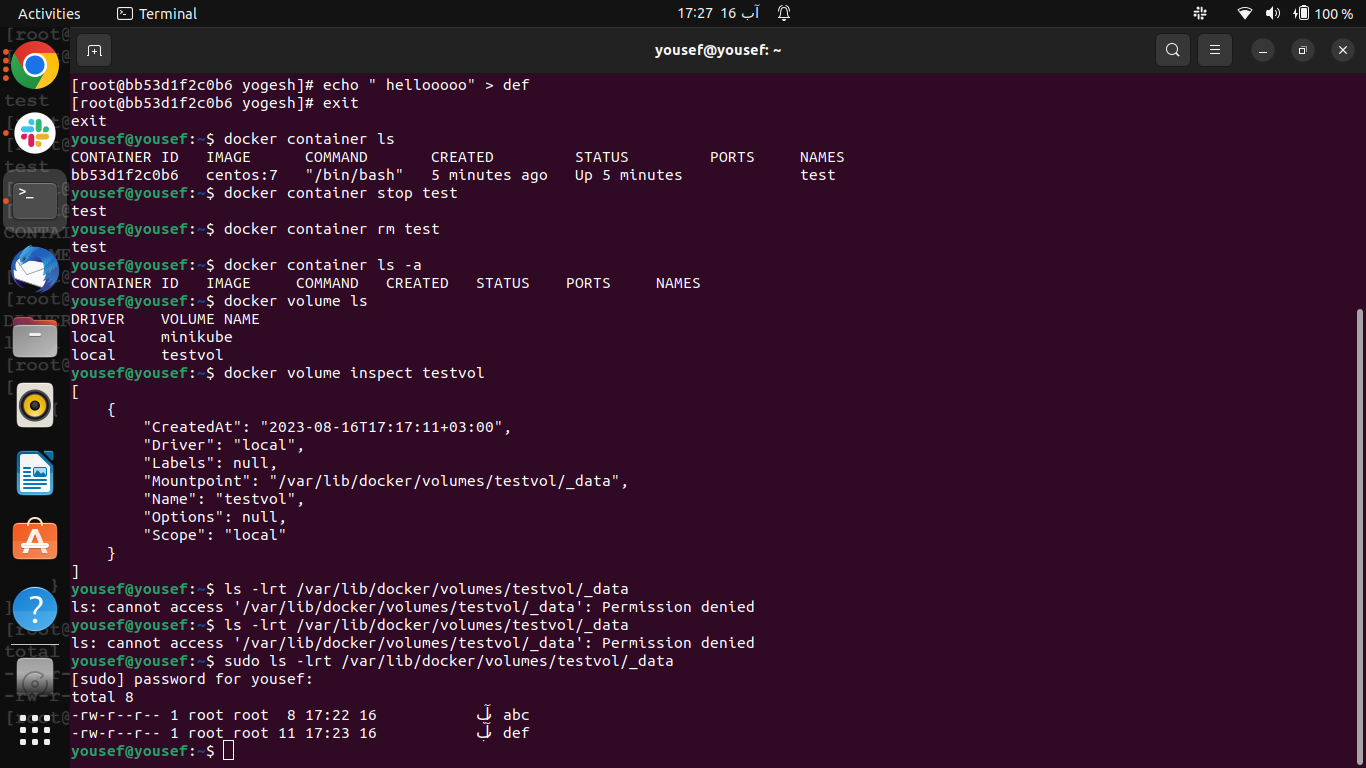 Activities
Terminal
17:27 16 آب
100 %
yousef@yousef: ~
[root@bb53d1f2c0b6 yogesh]# echo " hellooooo" > def
[root@bb53d1f2c0b6 yogesh]# exit
exit
yousef@yousef:~$ docker container ls
CONTAINER ID   IMAGE      COMMAND       CREATED         STATUS         PORTS     NAMES
bb53d1f2c0b6   centos:7   "/bin/bash"   5 minutes ago   Up 5 minutes             test
yousef@yousef:~$ docker container stop test
test
yousef@yousef:~$ docker container rm test
test
yousef@yousef:~$ docker container ls -a
CONTAINER ID   IMAGE     COMMAND   CREATED   STATUS    PORTS     NAMES
yousef@yousef:~$ docker volume ls
DRIVER    VOLUME NAME
local     minikube
local     testvol
yousef@yousef:~$ docker volume inspect testvol
[
    {
        "CreatedAt": "2023-08-16T17:17:11+03:00",
        "Driver": "local",
        "Labels": null,
        "Mountpoint": "/var/lib/docker/volumes/testvol/_data",
        "Name": "testvol",
        "Options": null,
        "Scope": "local"
    }
]
yousef@yousef:~$ ls -lrt /var/lib/docker/volumes/testvol/_data
ls: cannot access '/var/lib/docker/volumes/testvol/_data': Permission denied
yousef@yousef:~$ ls -lrt /var/lib/docker/volumes/testvol/_data
ls: cannot access '/var/lib/docker/volumes/testvol/_data': Permission denied
yousef@yousef:~$ sudo ls -lrt /var/lib/docker/volumes/testvol/_data
[sudo] password for yousef:
total 8
-rw-r--r-- 1 root root  8 17:22 16           آب abc
-rw-r--r-- 1 root root 11 17:23 16           آب def
yousef@yousef:~$